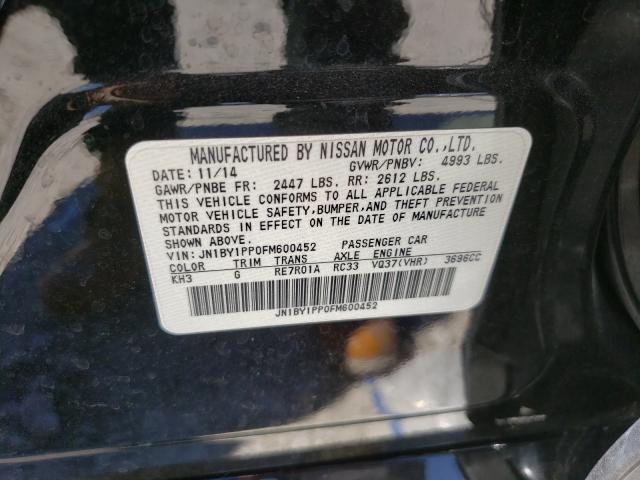 MANUFACTURED BY NISSAN MOTOR CO.,LTD.
DATE: 11/14 GVWR/PNBV: 4993 LBS.
GAWR/PNBE FR: 2447 LBS. RR: 2612 LBS.
THIS VEHICLE CONFORMS TO ALL APPLICABLE FEDERAL
MOTOR VEHICLE SAFETY,BUMPER,AND THEFT PREVENTION
STANDARDS IN EFFECT ON THE DATE OF MANUFACTURE
SHOWN ABOVE.
VIN: JN1BY1PP0FM600452 PASSENGER CAR
COLOR TRIM TRANS AXLE ENGINE
KH3 G RE7R01A RC33 VQ37(VHR) 3696CC
JN1BY1PP0FM600452